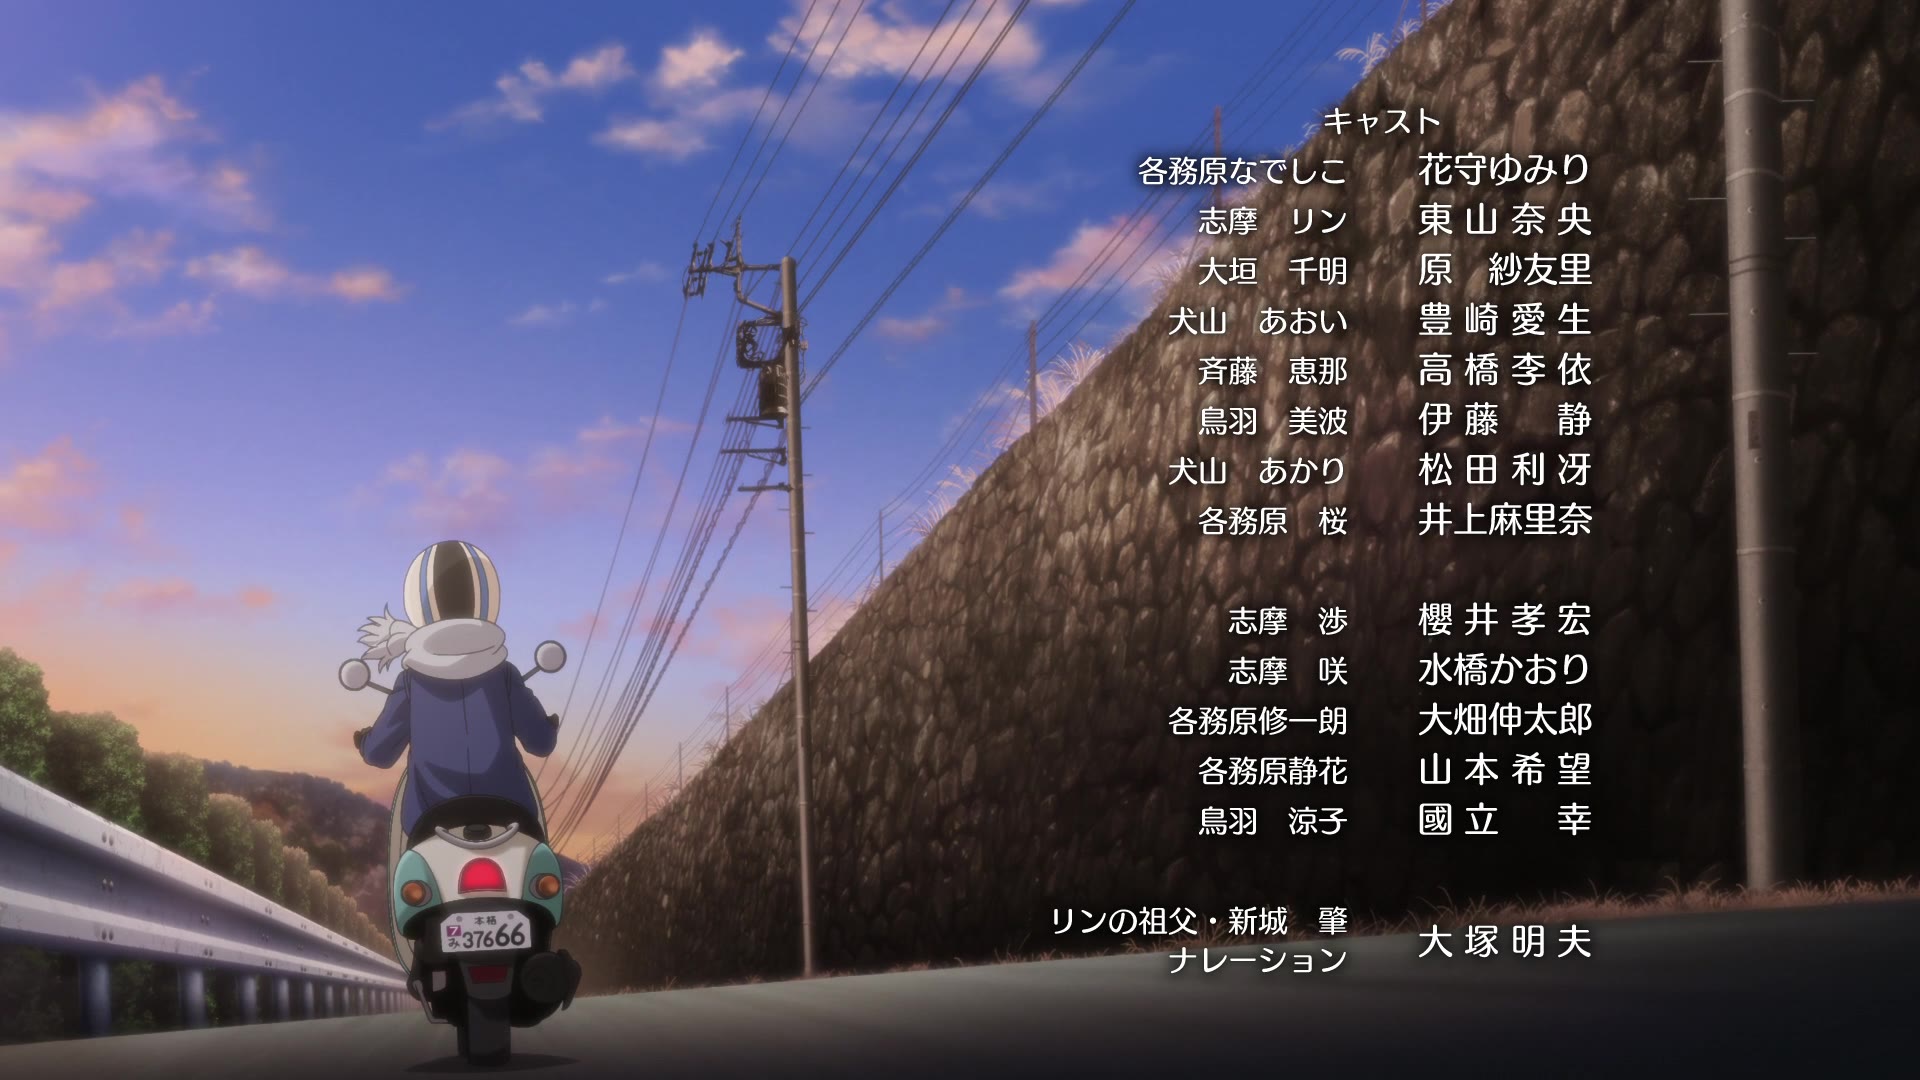 キャスト
各務原なでしこ 花守ゆみり
志摩 リン 東山奈央
大垣 千明 原 紗友里
犬山 あおい 豊崎愛生
斉藤 恵那 高橋李依
鳥羽 美波 伊藤 静
犬山 あかり 松田利冴
各務原 桜 井上麻里奈
志摩 渉 櫻井孝宏
志摩 咲 水橋かおり
各務原修一朗 大畑伸太郎
各務原静花 山本希望
鳥羽 涼子 國立 幸
リンの祖父・新城 肇
ナレーション
大塚明夫
本栖
7
み 37666